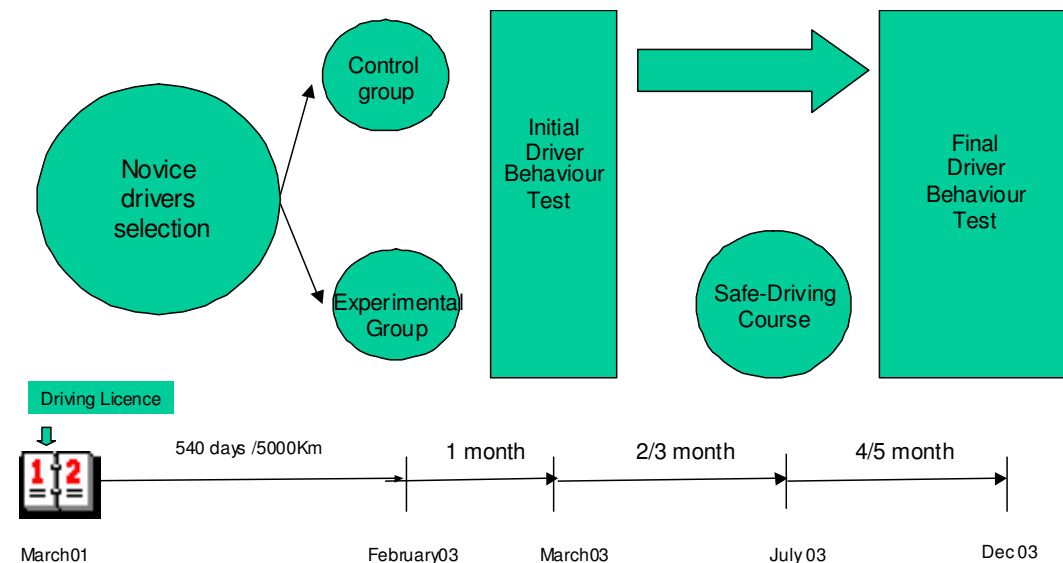 Control
group
Novice
drivers
selection
Experimental
Group
Initial
Driver
Behaviour
Test
Safe-Driving
Course
Final
Driver
Behaviour
Test
Driving Licence
1 2
540 days /5000Km
1 month
2/3 month
4/5 month
March01
February03
March03
July 03
Dec 03